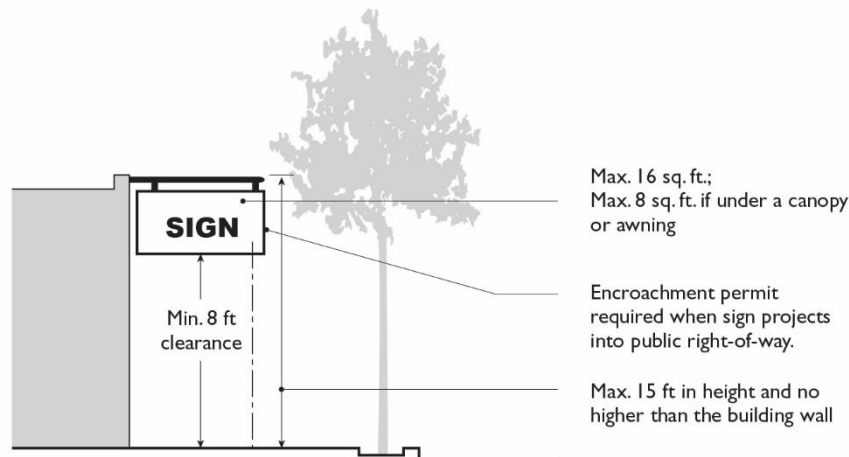 SIGN
Min. 8 ft
clearance
Max. 16 sq. ft.;
Max. 8 sq. ft. if under a canopy
or awning
Encroachment permit
required when sign projects
into public right-of-way.
Max. 15 ft in height and no
higher than the building wall